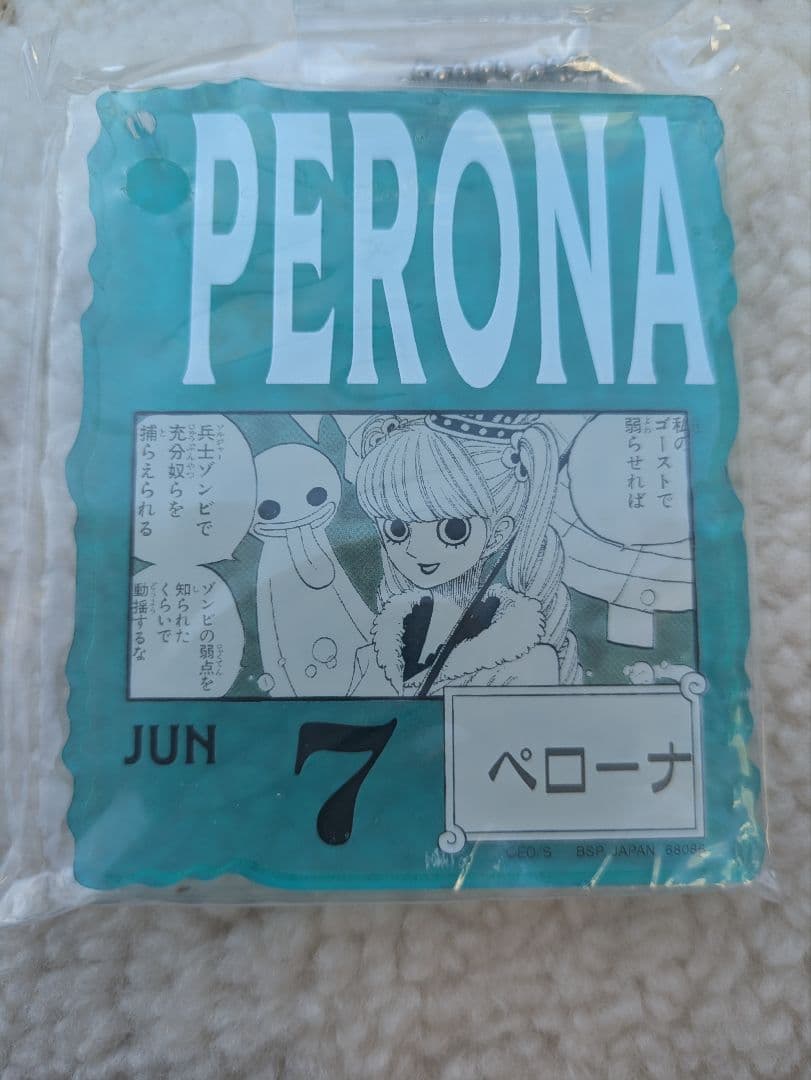 PERONA
私の
ゴーストで
弱らせれば
兵士ゾンビで
充分奴らを
捕らえられる
ゾンビの弱点を
知られた
くらいで
動揺するな
JUN 7
ペローナ
©EO/S BSP JAPAN